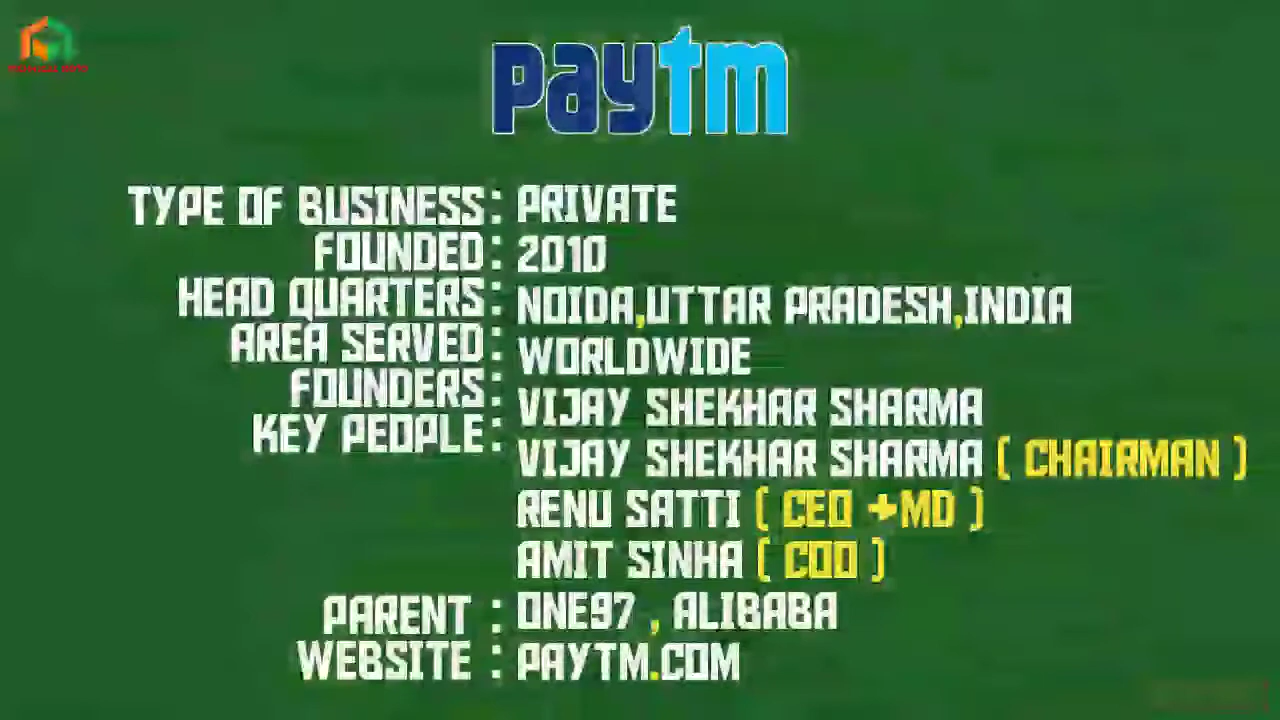 paytm
TYPE OF BUSINESS: PRIVATE
FOUNDED: 2010
HEAD QUARTERS: NOIDA,UTTAR PRADESH,INDIA
AREA SERVED: WORLDWIDE
FOUNDERS: VIJAY SHEKHAR SHARMA
KEY PEOPLE: VIJAY SHEKHAR SHARMA ( CHAIRMAN )
RENU SATTI ( CEO +MD )
AMIT SINHA ( COO )
PARENT : ONE97 , ALIBABA
WEBSITE : PAYTM.COM